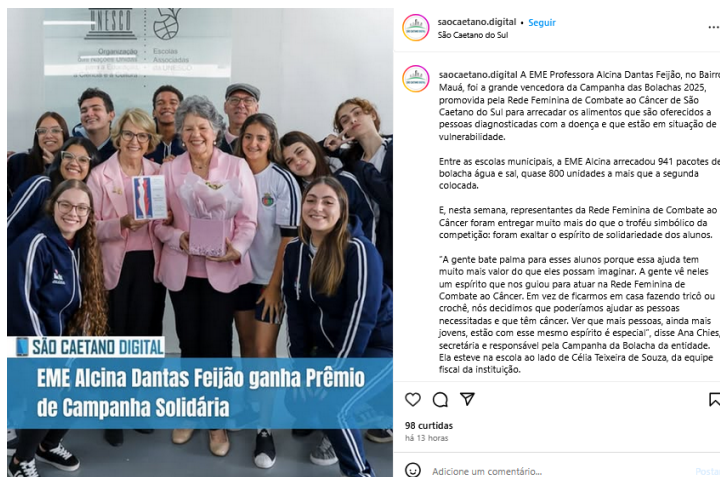 UNESCO
Organização
das Nações Unidas
para a Educação,
a Ciência e a Cultura
Escolas
Associadas
da UNESCO
SÃO CAETANO DIGITAL
EME Alcina Dantas Feijão ganha Prêmio
de Campanha Solidária
saocaetano.digital • Seguir
São Caetano do Sul
saocaetano.digital A EME Professora Alcina Dantas Feijão, no Bairro
Mauá, foi a grande vencedora da Campanha das Bolachas 2025,
promovida pela Rede Feminina de Combate ao Câncer de São
Caetano do Sul para arrecadar os alimentos que são oferecidos a
pessoas diagnosticadas com a doença e que estão em situação de
vulnerabilidade.
Entre as escolas municipais, a EME Alcina arrecadou 941 pacotes de
bolacha água e sal, quase 800 unidades a mais que a segunda
colocada.
E, nesta semana, representantes da Rede Feminina de Combate ao
Câncer foram entregar muito mais do que o troféu simbólico da
competição: foram exaltar o espírito de solidariedade dos alunos.
"A gente bate palma para esses alunos porque essa ajuda tem
muito mais valor do que eles possam imaginar. A gente vê neles
um espírito que nos guiou para atuar na Rede Feminina de
Combate ao Câncer. Em vez de ficarmos em casa fazendo tricô ou
crochê, nós decidimos que poderíamos ajudar as pessoas
necessitadas e que têm câncer. Ver que mais pessoas, ainda mais
jovens, estão com esse mesmo espírito é especial", disse Ana Chies,
secretária e responsável pela Campanha da Bolacha da entidade.
Ela esteve na escola ao lado de Célia Teixeira de Souza, da equipe
fiscal da instituição.
98 curtidas
há 13 horas
Adicione um comentário...
Postar